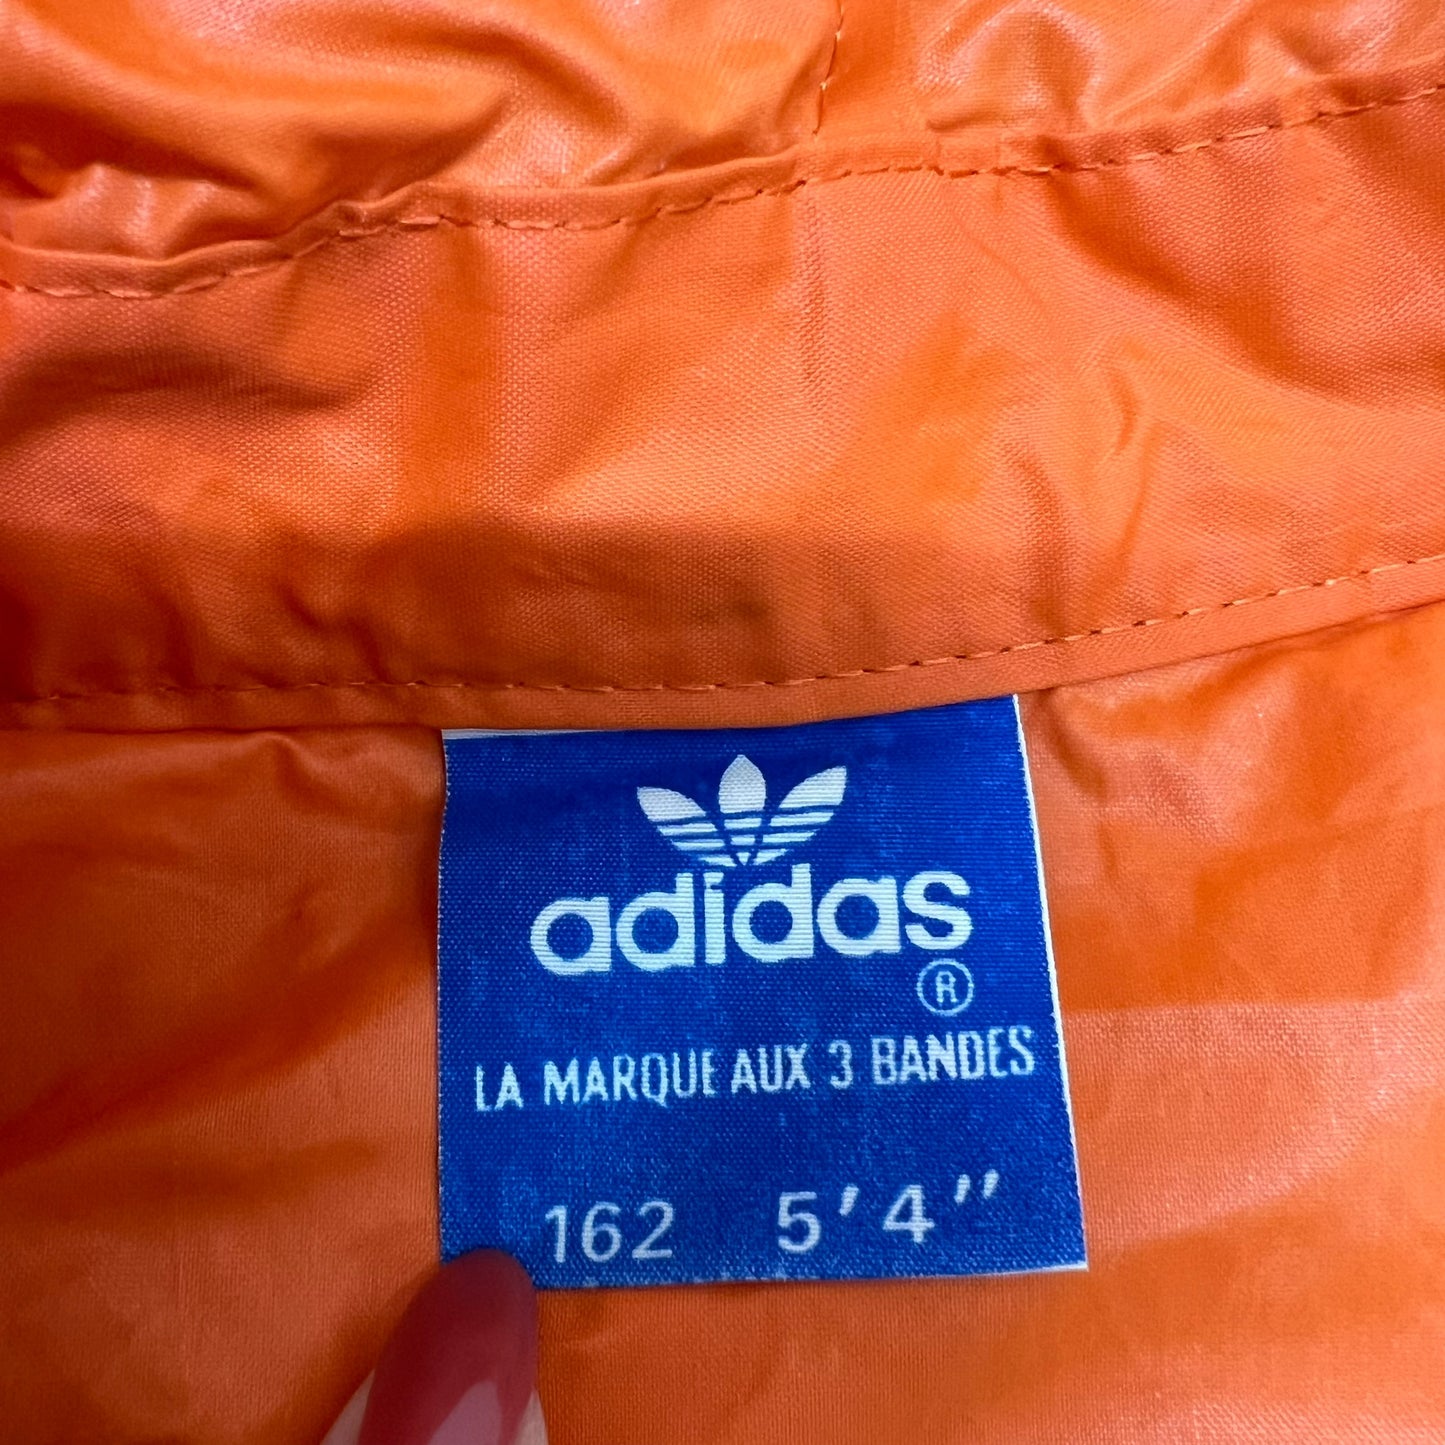 adidas
®
LA MARQUE AUX 3 BANDES
162 5'4"